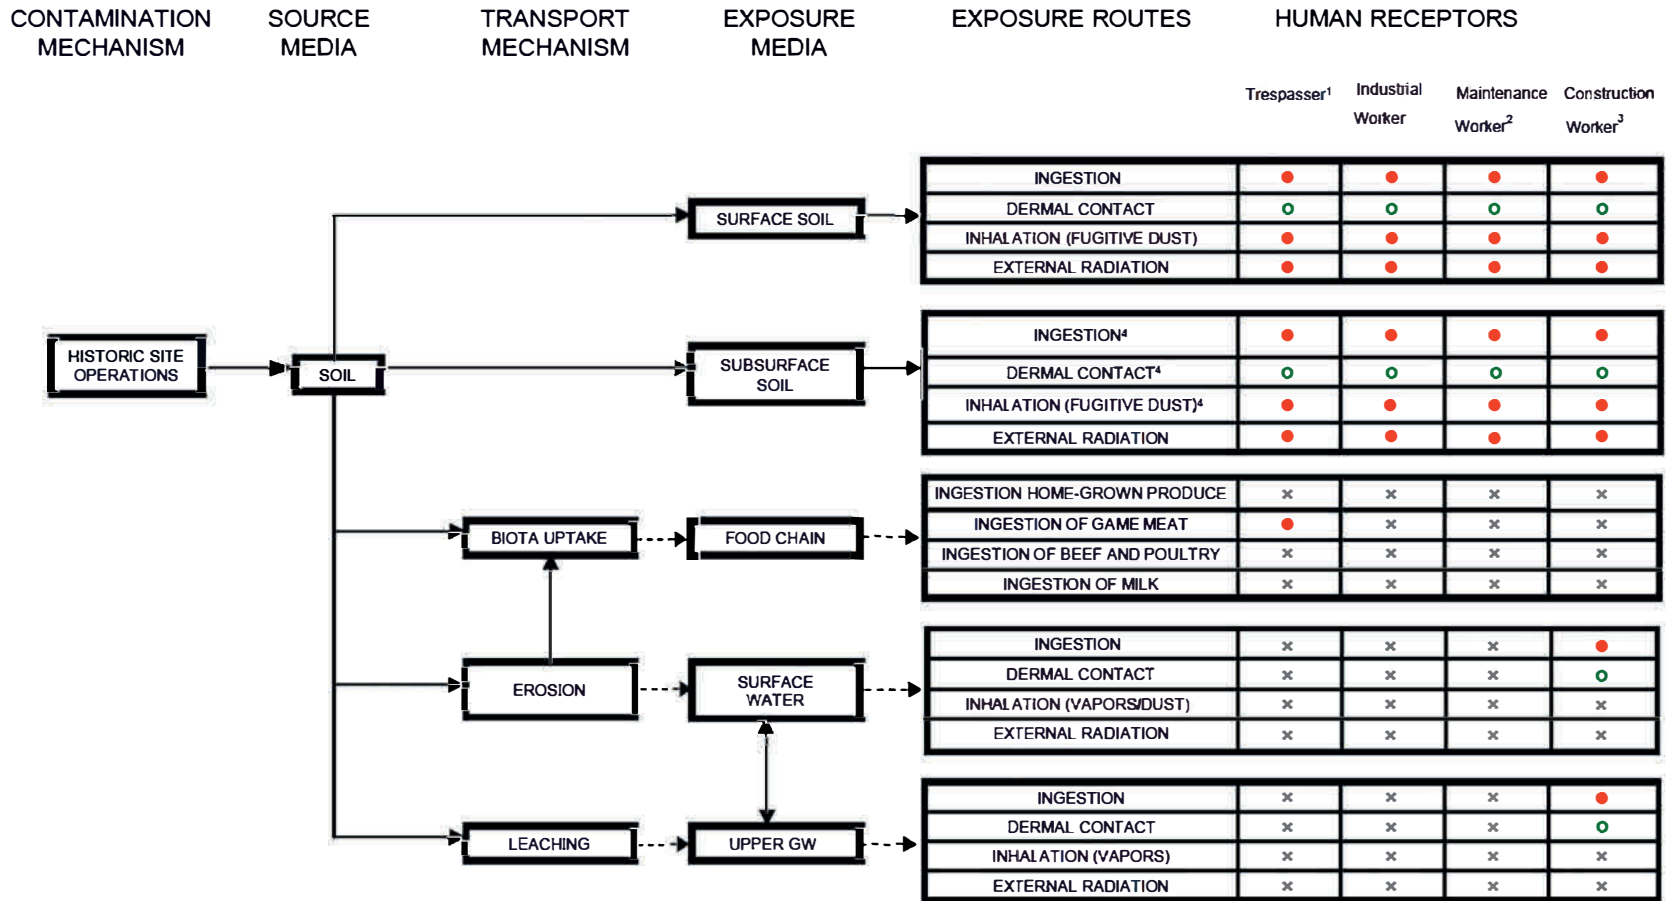 CONTAMINATION MECHANISM
SOURCE MEDIA
TRANSPORT MECHANISM
EXPOSURE MEDIA
EXPOSURE ROUTES
HUMAN RECEPTORS
Trespasser¹
Industrial Worker
Maintenance Worker²
Construction Worker³
HISTORIC SITE OPERATIONS
SOIL
SURFACE SOIL
INGESTION
DERMAL CONTACT
INHALATION (FUGITIVE DUST)
EXTERNAL RADIATION
SUBSURFACE SOIL
INGESTION⁴
DERMAL CONTACT⁴
INHALATION (FUGITIVE DUST)⁴
EXTERNAL RADIATION
BIOTA UPTAKE
FOOD CHAIN
INGESTION HOME-GROWN PRODUCE
INGESTION OF GAME MEAT
INGESTION OF BEEF AND POULTRY
INGESTION OF MILK
EROSION
SURFACE WATER
INGESTION
DERMAL CONTACT
INHALATION (VAPORS/DUST)
EXTERNAL RADIATION
LEACHING
UPPER GW
INGESTION
DERMAL CONTACT
INHALATION (VAPORS)
EXTERNAL RADIATION